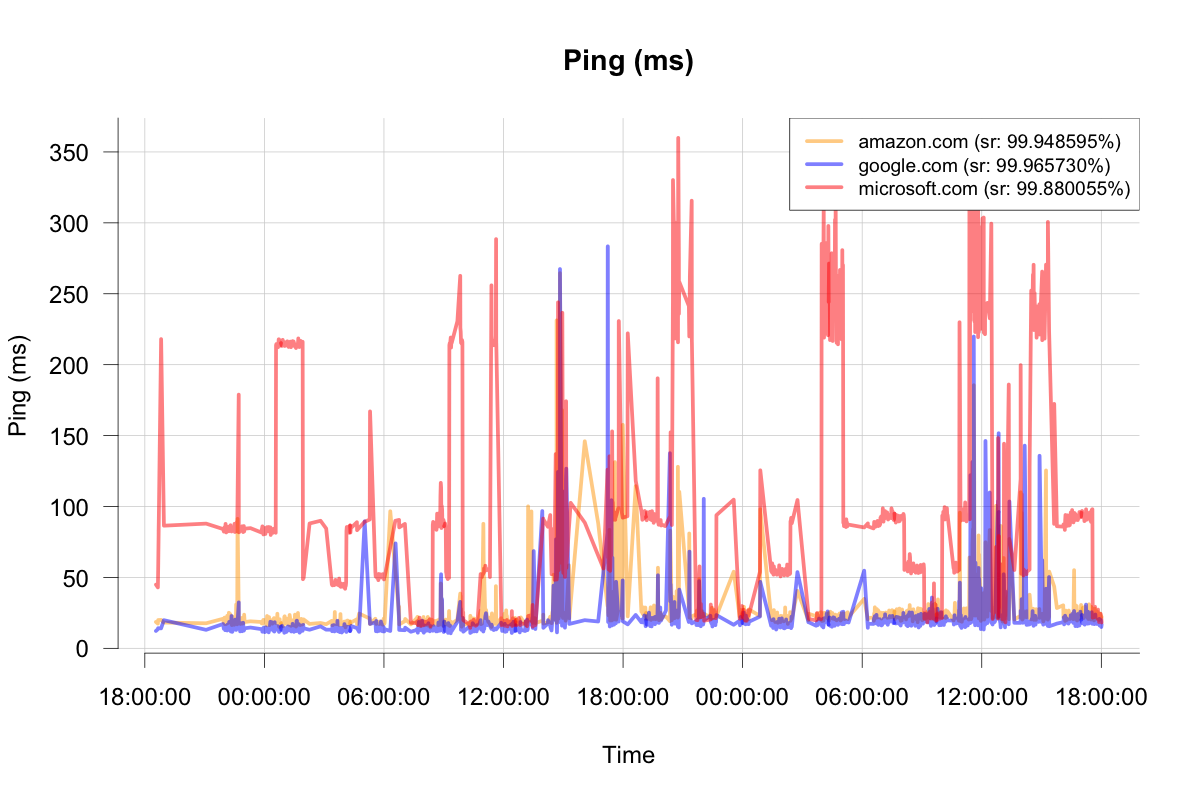 Ping (ms)
amazon.com (sr: 99.948595%)
google.com (sr: 99.965730%)
microsoft.com (sr: 99.880055%)
350
300
250
200
150
100
50
0
Ping (ms)
18:00:00 00:00:00 06:00:00 12:00:00 18:00:00 00:00:00 06:00:00 12:00:00 18:00:00
Time